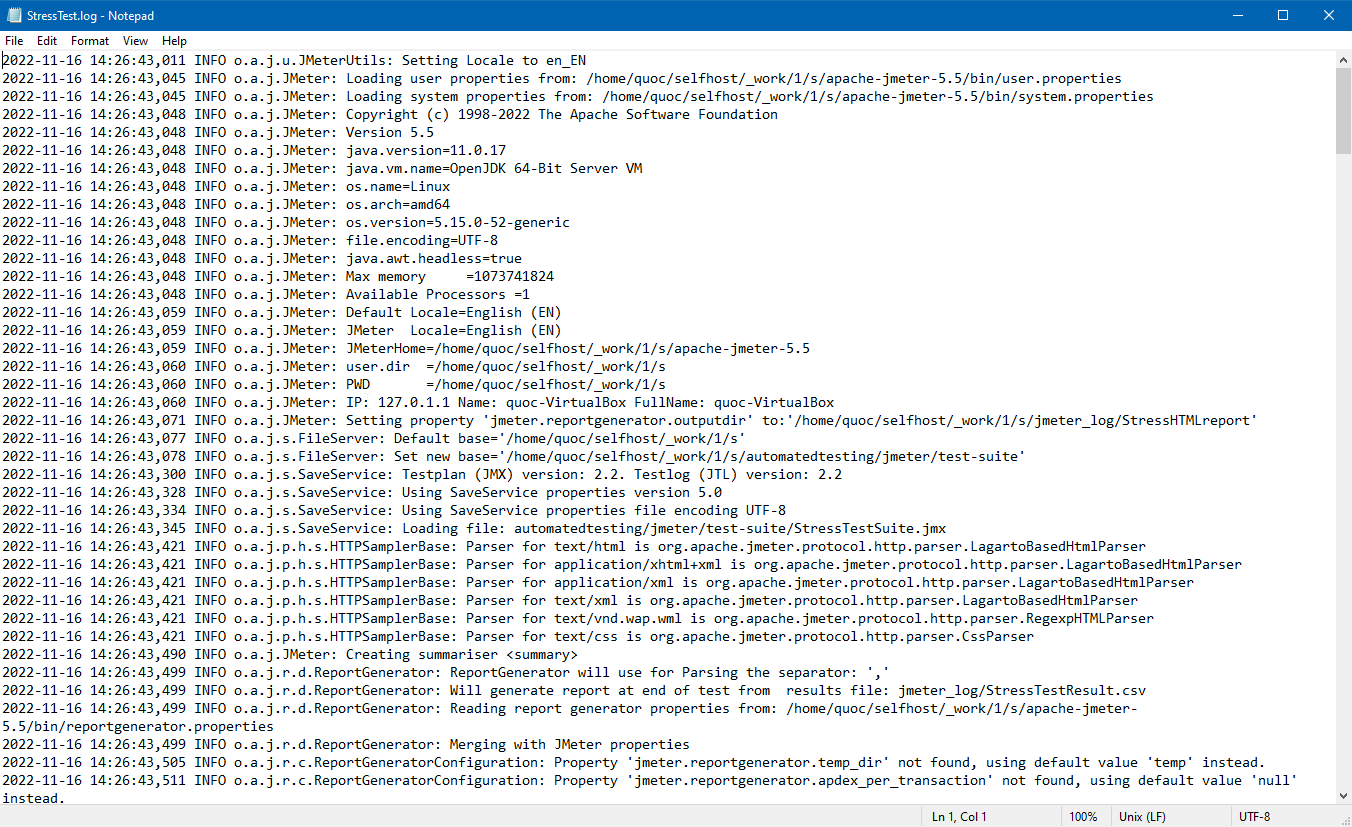 StressTest.log - Notepad
File Edit Format View Help
2022-11-16 14:26:43,011 INFO o.a.j.u.JMeterUtils: Setting Locale to en_EN
2022-11-16 14:26:43,045 INFO o.a.j.JMeter: Loading user properties from: /home/quoc/selfhost/_work/1/s/apache-jmeter-5.5/bin/user.properties
2022-11-16 14:26:43,045 INFO o.a.j.JMeter: Loading system properties from: /home/quoc/selfhost/_work/1/s/apache-jmeter-5.5/bin/system.properties
2022-11-16 14:26:43,048 INFO o.a.j.JMeter: Copyright (c) 1998-2022 The Apache Software Foundation
2022-11-16 14:26:43,048 INFO o.a.j.JMeter: Version 5.5
2022-11-16 14:26:43,048 INFO o.a.j.JMeter: java.version=11.0.17
2022-11-16 14:26:43,048 INFO o.a.j.JMeter: java.vm.name=OpenJDK 64-Bit Server VM
2022-11-16 14:26:43,048 INFO o.a.j.JMeter: os.name=Linux
2022-11-16 14:26:43,048 INFO o.a.j.JMeter: os.arch=amd64
2022-11-16 14:26:43,048 INFO o.a.j.JMeter: os.version=5.15.0-52-generic
2022-11-16 14:26:43,048 INFO o.a.j.JMeter: file.encoding=UTF-8
2022-11-16 14:26:43,048 INFO o.a.j.JMeter: java.awt.headless=true
2022-11-16 14:26:43,048 INFO o.a.j.JMeter: Max memory     =1073741824
2022-11-16 14:26:43,048 INFO o.a.j.JMeter: Available Processors =1
2022-11-16 14:26:43,059 INFO o.a.j.JMeter: Default Locale=English (EN)
2022-11-16 14:26:43,059 INFO o.a.j.JMeter: JMeter  Locale=English (EN)
2022-11-16 14:26:43,059 INFO o.a.j.JMeter: JMeterHome=/home/quoc/selfhost/_work/1/s/apache-jmeter-5.5
2022-11-16 14:26:43,060 INFO o.a.j.JMeter: user.dir  =/home/quoc/selfhost/_work/1/s
2022-11-16 14:26:43,060 INFO o.a.j.JMeter: PWD       =/home/quoc/selfhost/_work/1/s
2022-11-16 14:26:43,060 INFO o.a.j.JMeter: IP: 127.0.1.1 Name: quoc-VirtualBox FullName: quoc-VirtualBox
2022-11-16 14:26:43,071 INFO o.a.j.JMeter: Setting property 'jmeter.reportgenerator.outputdir' to:'/home/quoc/selfhost/_work/1/s/jmeter_log/StressHTMLreport'
2022-11-16 14:26:43,077 INFO o.a.j.s.FileServer: Default base='/home/quoc/selfhost/_work/1/s'
2022-11-16 14:26:43,078 INFO o.a.j.s.FileServer: Set new base='/home/quoc/selfhost/_work/1/s/automatedtesting/jmeter/test-suite'
2022-11-16 14:26:43,300 INFO o.a.j.s.SaveService: Testplan (JMX) version: 2.2. Testlog (JTL) version: 2.2
2022-11-16 14:26:43,328 INFO o.a.j.s.SaveService: Using SaveService properties version 5.0
2022-11-16 14:26:43,334 INFO o.a.j.s.SaveService: Using SaveService properties file encoding UTF-8
2022-11-16 14:26:43,345 INFO o.a.j.s.SaveService: Loading file: automatedtesting/jmeter/test-suite/StressTestSuite.jmx
2022-11-16 14:26:43,421 INFO o.a.j.p.h.s.HTTPSamplerBase: Parser for text/html is org.apache.jmeter.protocol.http.parser.LagartoBasedHtmlParser
2022-11-16 14:26:43,421 INFO o.a.j.p.h.s.HTTPSamplerBase: Parser for application/xhtml+xml is org.apache.jmeter.protocol.http.parser.LagartoBasedHtmlParser
2022-11-16 14:26:43,421 INFO o.a.j.p.h.s.HTTPSamplerBase: Parser for application/xml is org.apache.jmeter.protocol.http.parser.LagartoBasedHtmlParser
2022-11-16 14:26:43,421 INFO o.a.j.p.h.s.HTTPSamplerBase: Parser for text/xml is org.apache.jmeter.protocol.http.parser.LagartoBasedHtmlParser
2022-11-16 14:26:43,421 INFO o.a.j.p.h.s.HTTPSamplerBase: Parser for text/vnd.wap.wml is org.apache.jmeter.protocol.http.parser.RegexpHTMLParser
2022-11-16 14:26:43,421 INFO o.a.j.p.h.s.HTTPSamplerBase: Parser for text/css is org.apache.jmeter.protocol.http.parser.CssParser
2022-11-16 14:26:43,490 INFO o.a.j.JMeter: Creating summariser <summary>
2022-11-16 14:26:43,499 INFO o.a.j.r.d.ReportGenerator: ReportGenerator will use for Parsing the separator: ','
2022-11-16 14:26:43,499 INFO o.a.j.r.d.ReportGenerator: Will generate report at end of test from  results file: jmeter_log/StressTestResult.csv
2022-11-16 14:26:43,499 INFO o.a.j.r.d.ReportGenerator: Reading report generator properties from: /home/quoc/selfhost/_work/1/s/apache-jmeter-
5.5/bin/reportgenerator.properties
2022-11-16 14:26:43,499 INFO o.a.j.r.d.ReportGenerator: Merging with JMeter properties
2022-11-16 14:26:43,505 INFO o.a.j.r.c.ReportGeneratorConfiguration: Property 'jmeter.reportgenerator.temp_dir' not found, using default value 'temp' instead.
2022-11-16 14:26:43,511 INFO o.a.j.r.c.ReportGeneratorConfiguration: Property 'jmeter.reportgenerator.apdex_per_transaction' not found, using default value 'null'
instead.
Ln 1, Col 1 100% Unix (LF) UTF-8